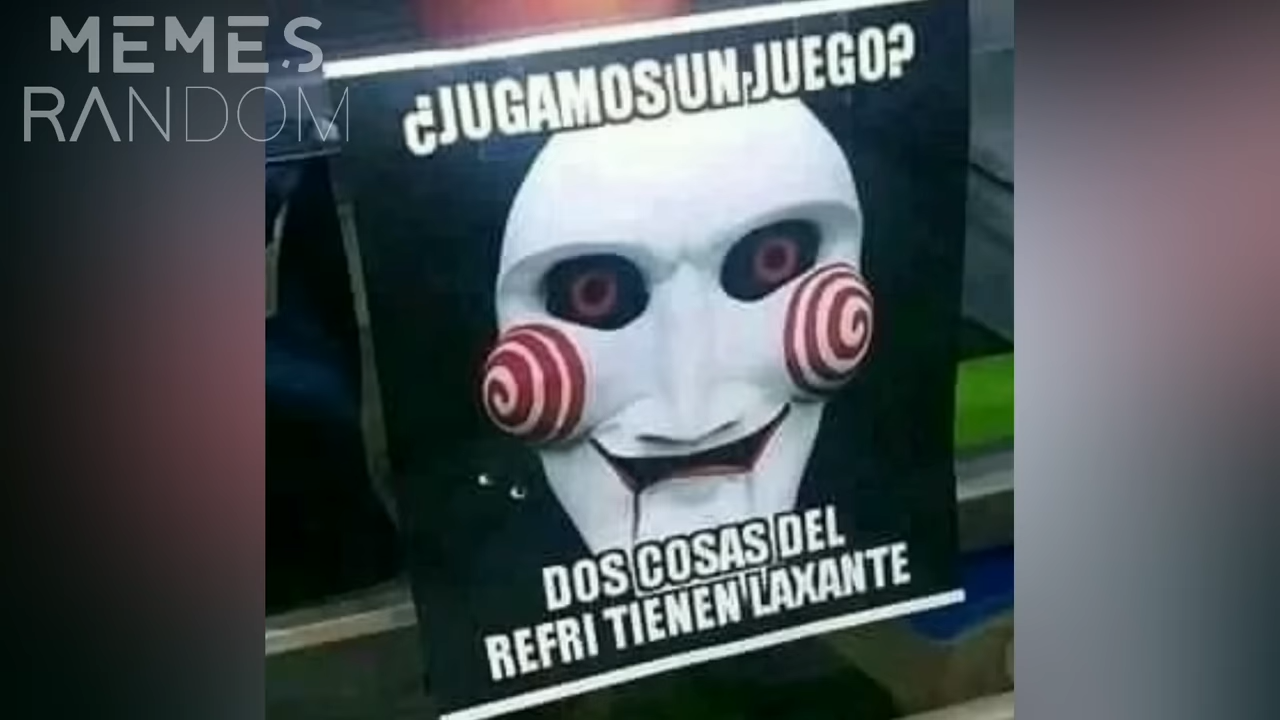 MEMES
RANDOM
¿JUGAMOS UN JUEGO?
DOS COSAS DEL
REFRI TIENEN LAXANTE